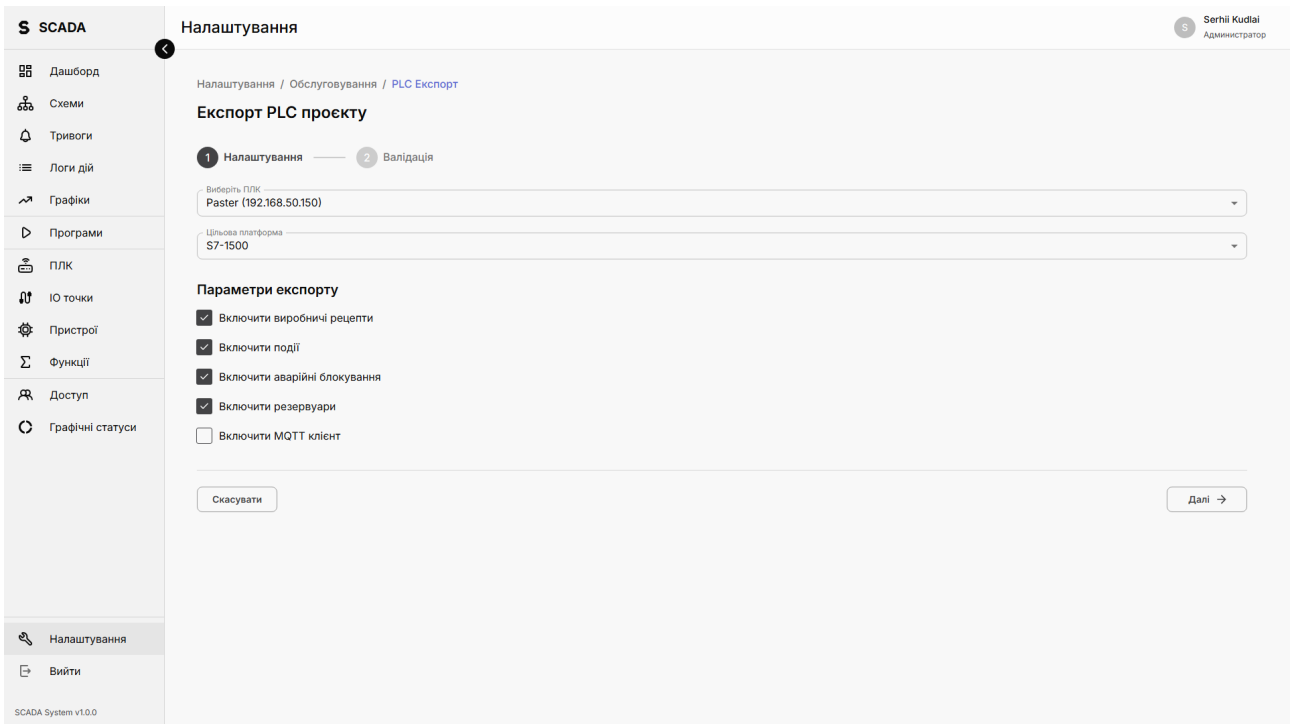 SCADA
Налаштування
S
Serhii Kudlai
Администратор
Дашборд
Схеми
Тривоги
Логи дій
Графіки
Програми
ПЛК
IO точки
Пристрої
Функції
Доступ
Графічні статуси
Налаштування
Вийти
SCADA System v1.0.0
Налаштування / Обслуговування / PLC Експорт
Експорт PLC проєкту
1 Налаштування
2 Валідація
Виберіть ПЛК
Paster (192.168.50.150)
Цільова платформа
S7-1500
Параметри експорту
Включити виробничі рецепти
Включити події
Включити аварійні блокування
Включити резервуари
Включити MQTT клієнт
Скасувати
Далі →